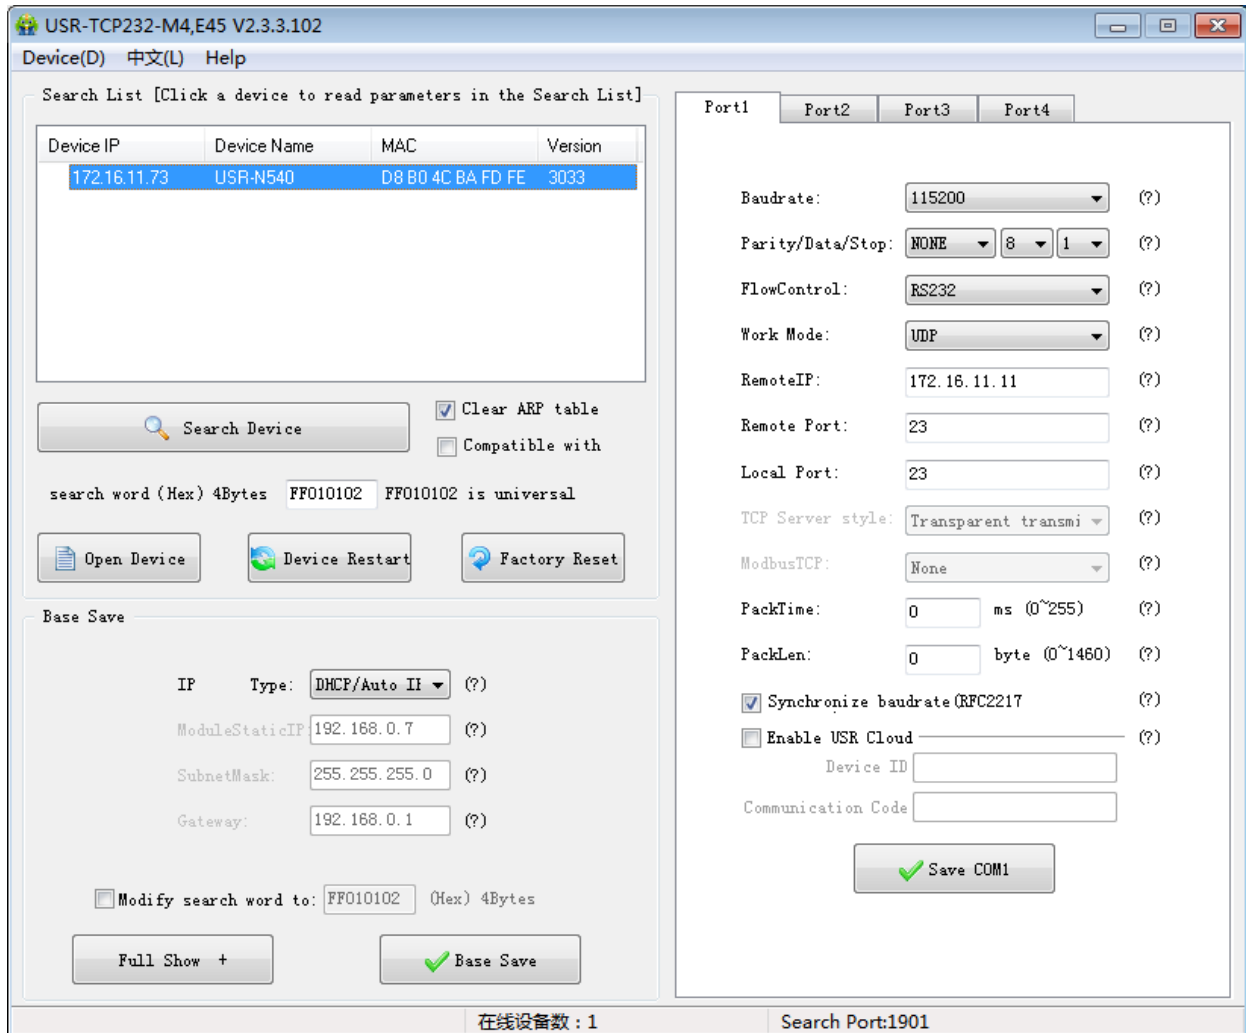 USR-TCP232-M4,E45 V2.3.3.102
Device(D) 中文(L) Help
Search List [Click a device to read parameters in the Search List]
Device IP Device Name MAC Version
172.16.11.73 USR-N540 D8 B0 4C BA FD FE 3033
Search Device
Clear ARP table
Compatible with
search word (Hex) 4Bytes FF010102 FF010102 is universal
Open Device Device Restart Factory Reset
Base Save
IP Type: DHCP/Auto II (?)
ModuleStaticIP: 192.168.0.7 (?)
SubnetMask: 255.255.255.0 (?)
Gateway: 192.168.0.1 (?)
Modify search word to: FF010102 (Hex) 4Bytes
Full Show + Base Save
Port1 Port2 Port3 Port4
Baudrate: 115200 (?)
Parity/Data/Stop: NONE 8 1 (?)
FlowControl: RS232 (?)
Work Mode: UDP (?)
RemoteIP: 172.16.11.11 (?)
Remote Port: 23 (?)
Local Port: 23 (?)
TCP Server style: Transparent transmi (?)
ModbusTCP: None (?)
PackTime: 0 ms (0~255) (?)
PackLen: 0 byte (0~1460) (?)
Synchronize baudrate(RFC2217 (?)
Enable USR Cloud (?)
Device ID
Communication Code
Save COM1
在线设备数：1 Search Port:1901